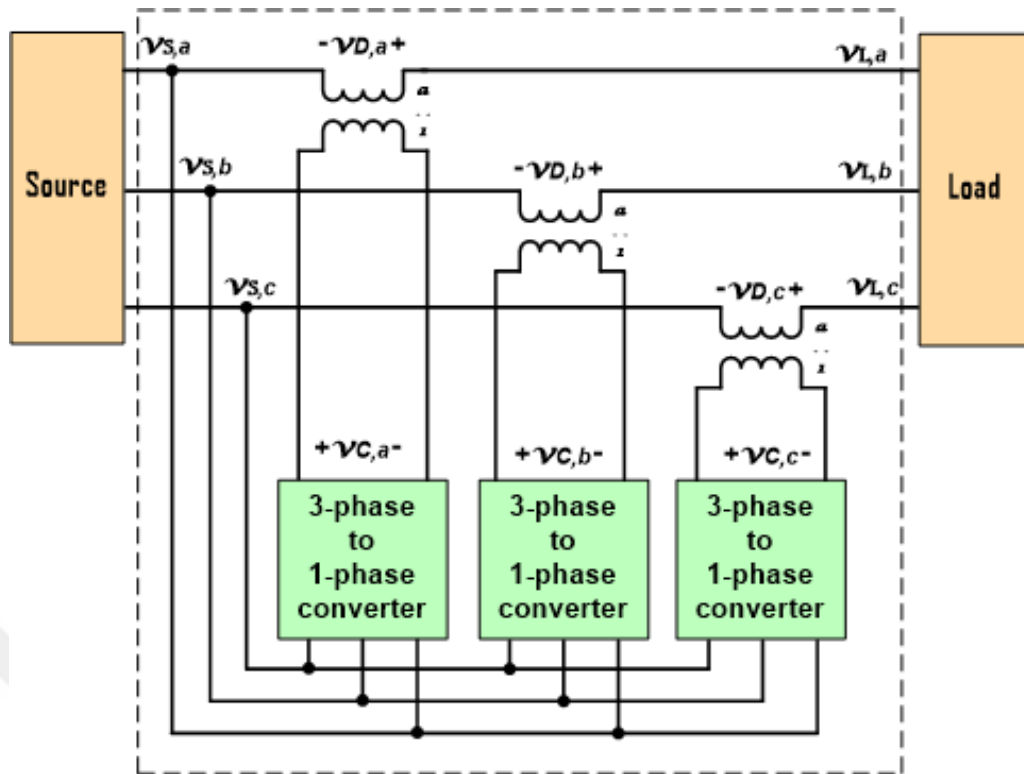 VS,a
-VD,a+
VL,a
a
:
1
VS,b
-VD,b+
VL,b
Source
Load
a
:
1
VS,c
-VD,c+
VL,c
a
:
1
+VC,a-
+VC,b-
+VC,c-
3-phase
to
1-phase
converter
3-phase
to
1-phase
converter
3-phase
to
1-phase
converter